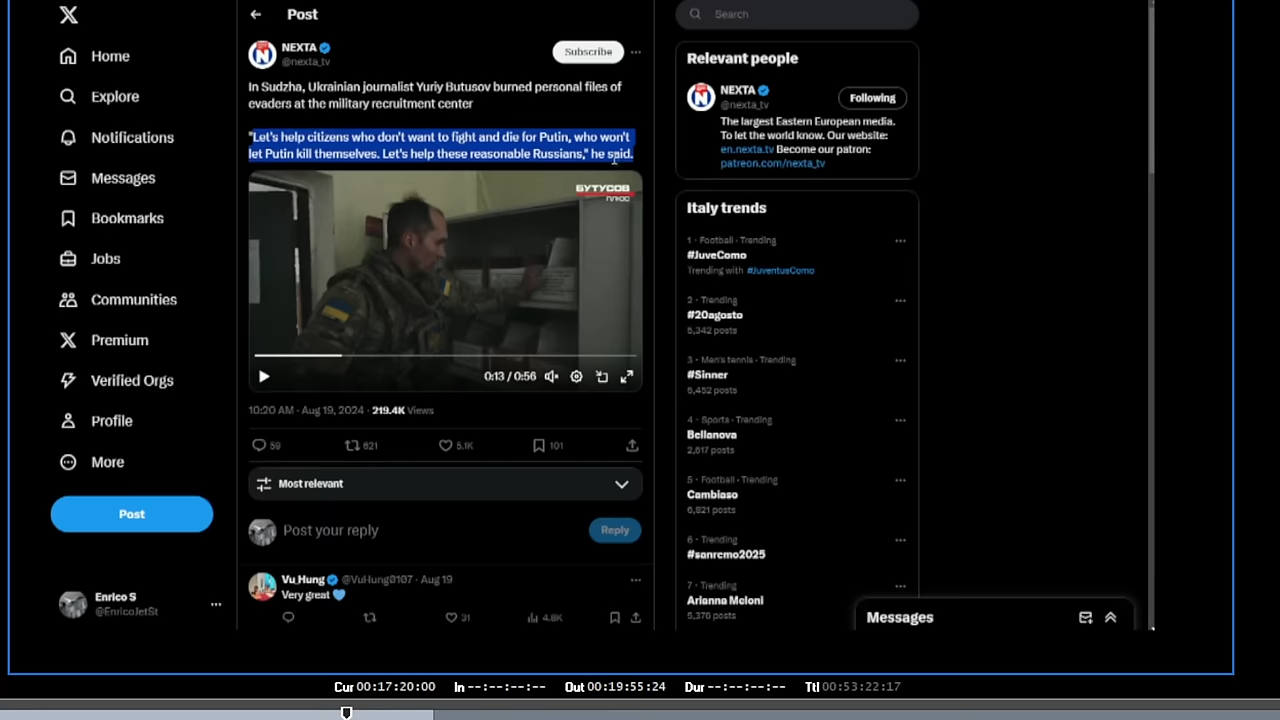 Home
Explore
Notifications
Messages
Bookmarks
Jobs
Communities
Premium
Verified Orgs
Profile
More
Post
Enrico S
@EnricoJetSt
Post
NEXTA
@nexta_tv
Subscribe
In Sudzha, Ukrainian journalist Yuriy Butusov burned personal files of
evaders at the military recruitment center
"Let's help citizens who don't want to fight and die for Putin, who won't
let Putin kill themselves. Let's help these reasonable Russians," he said.
БУТУСОВ
ПЛЮС
0:13 / 0:56
10:20 AM · Aug 19, 2024 · 219.4K Views
59
821
5.1K
101
Most relevant
Post your reply
Reply
Vu_Hung @VuHung0107 · Aug 19
Very great
31
4.8K
Search
Relevant people
NEXTA
@nexta_tv
Following
The largest Eastern European media.
To let the world know. Our website:
en.nexta.tv Become our patron:
patreon.com/nexta_tv
Italy trends
1 · Football · Trending
#JuveComo
Trending with #JuventusComo
2 · Trending
#20agosto
5,342 posts
3 · Men's tennis · Trending
#Sinner
5,452 posts
4 · Sports · Trending
Bellanova
2,617 posts
5 · Football · Trending
Cambiaso
6,821 posts
6 · Trending
#sanremo2025
7 · Trending
Arianna Meloni
5,376 posts
Messages
Cur 00:17:20:00 In --:--:--:-- Out 00:19:55:24 Dur --:--:--:-- Ttl 00:53:22:17